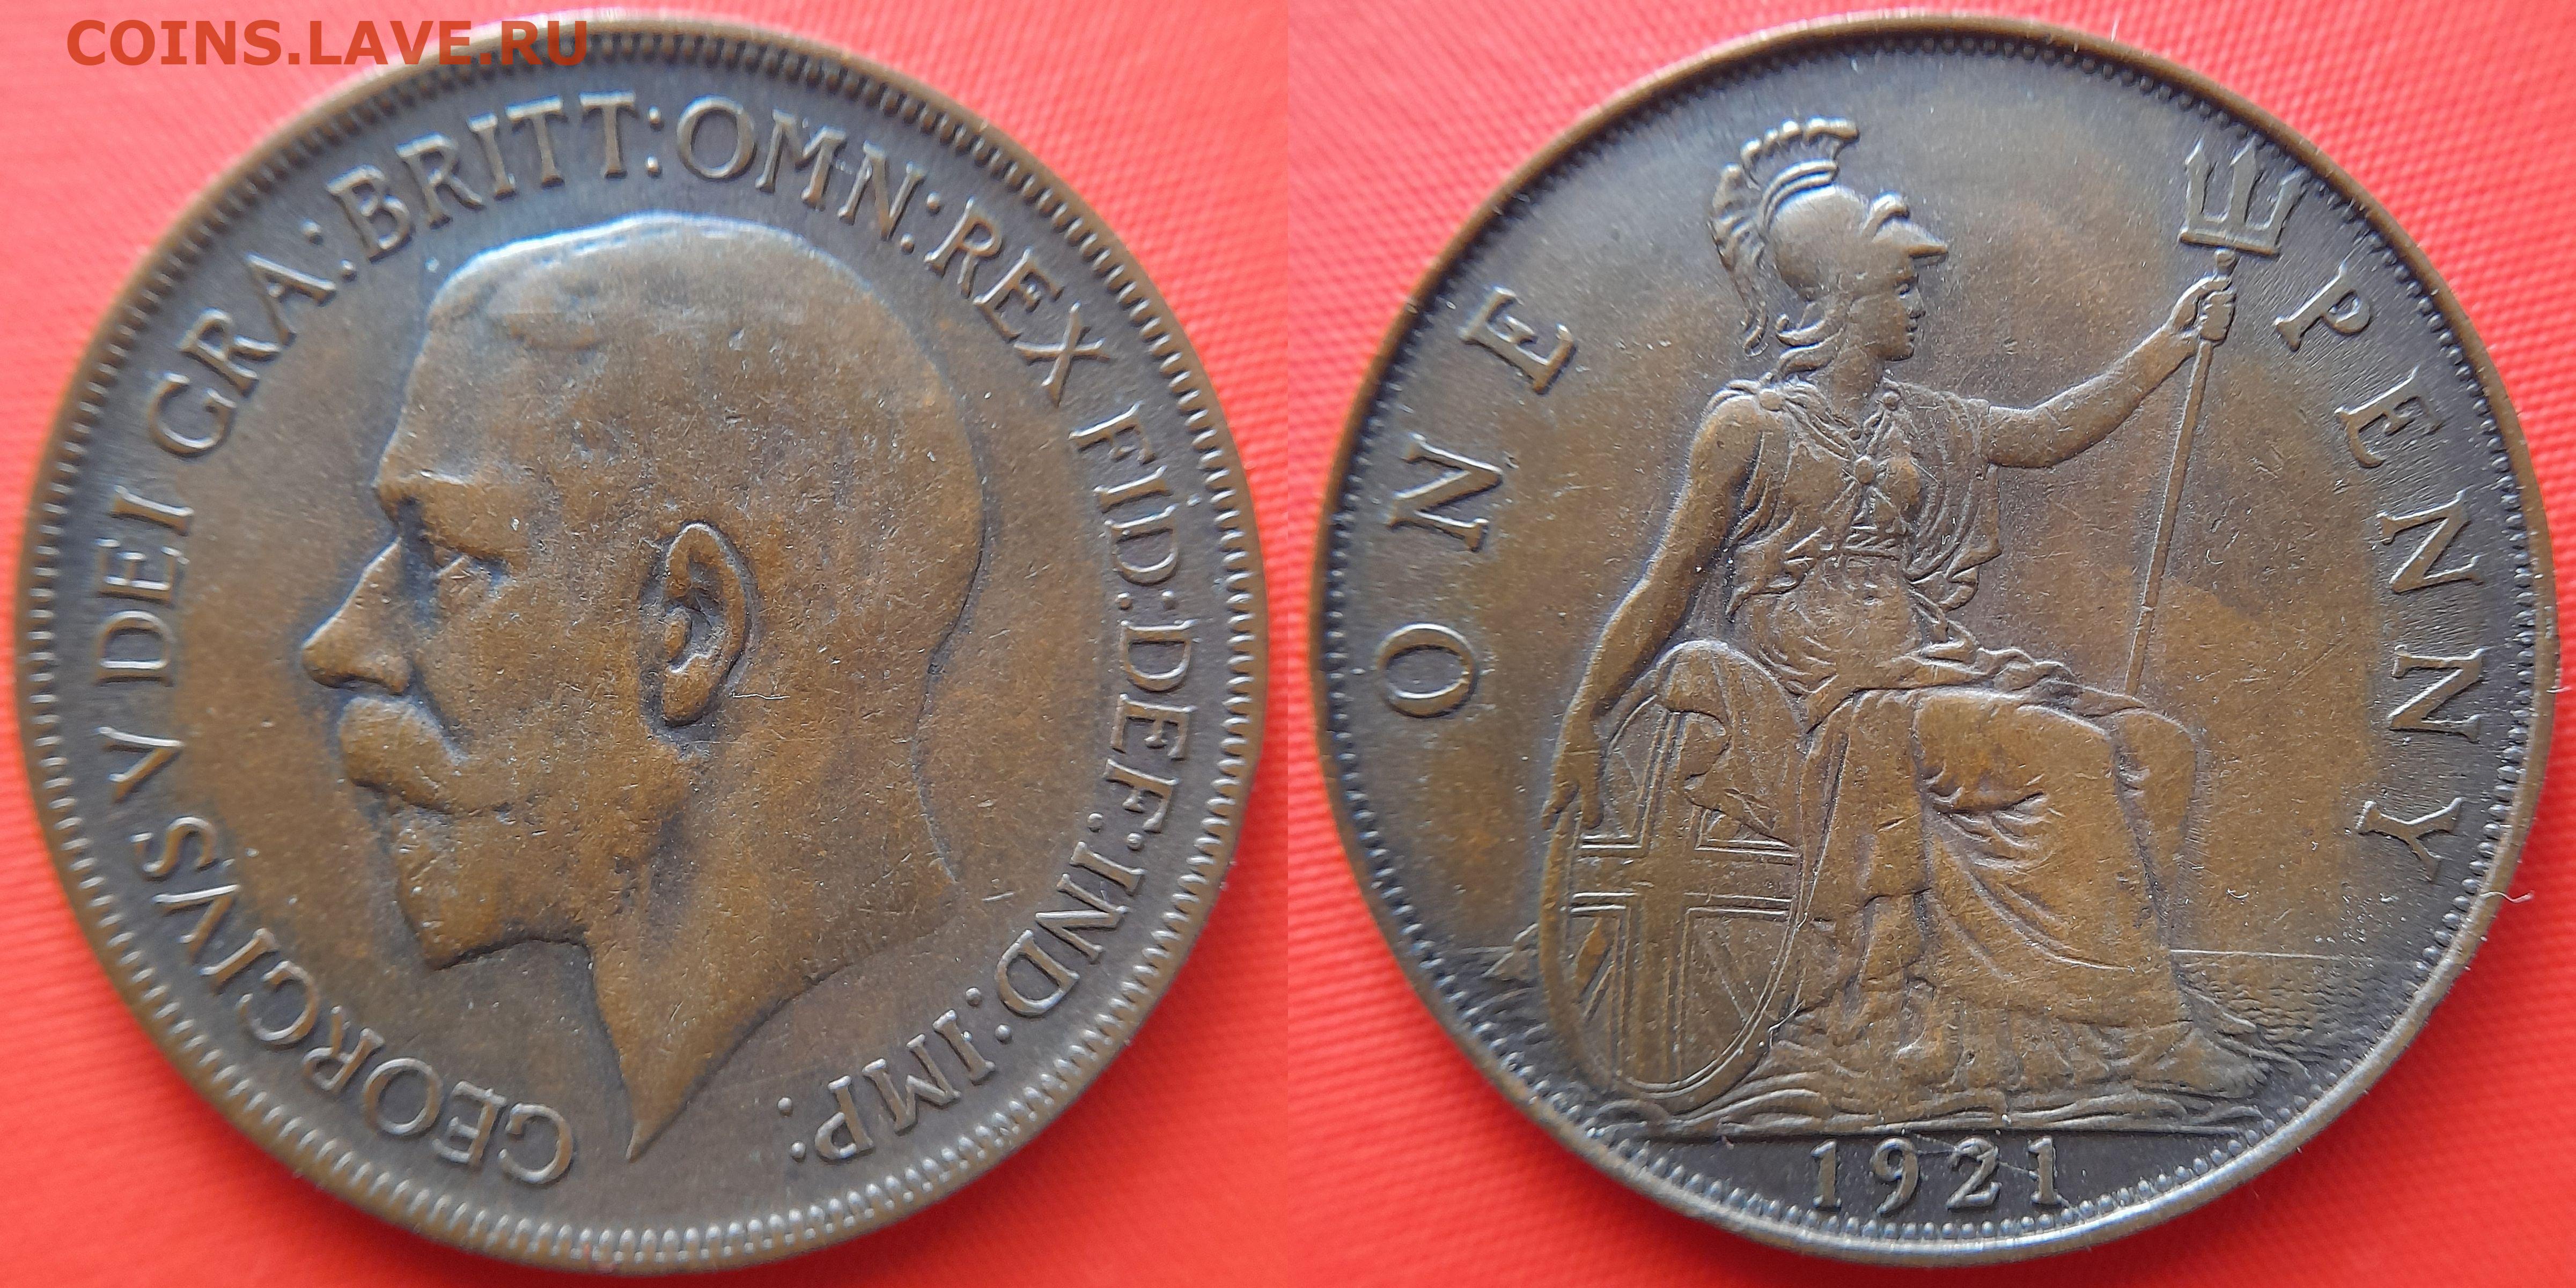 COINS.LAVE.RU
GEORGIVS V DEI GRA: BRITT: OMN: REX FID: DEF: IND: IMP:
ONE PENNY
1921